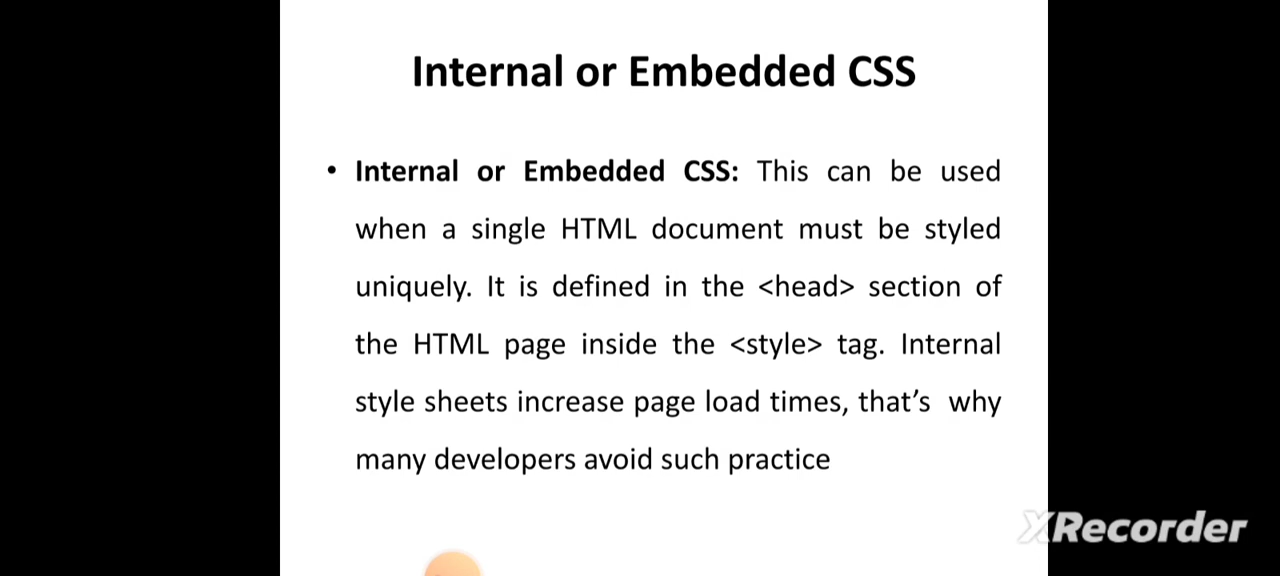 Internal or Embedded CSS
• Internal or Embedded CSS: This can be used
when a single HTML document must be styled
uniquely. It is defined in the <head> section of
the HTML page inside the <style> tag. Internal
style sheets increase page load times, that’s why
many developers avoid such practice
XRecorder